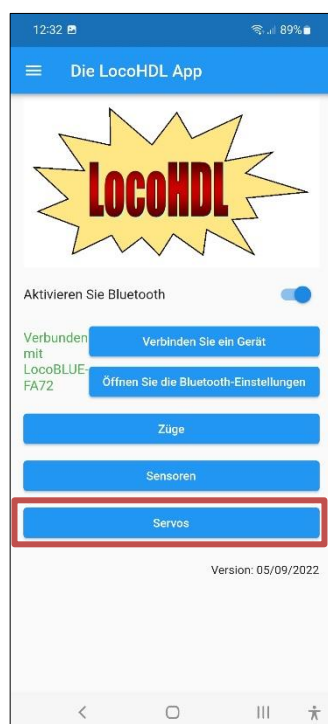 12:32 89%
Die LocoHDL App
LOCOHDL
Aktivieren Sie Bluetooth
Verbunden
mit
LocoBLUE-
FA72
Verbinden Sie ein Gerät
Öffnen Sie die Bluetooth-Einstellungen
Züge
Sensoren
Servos
Version: 05/09/2022